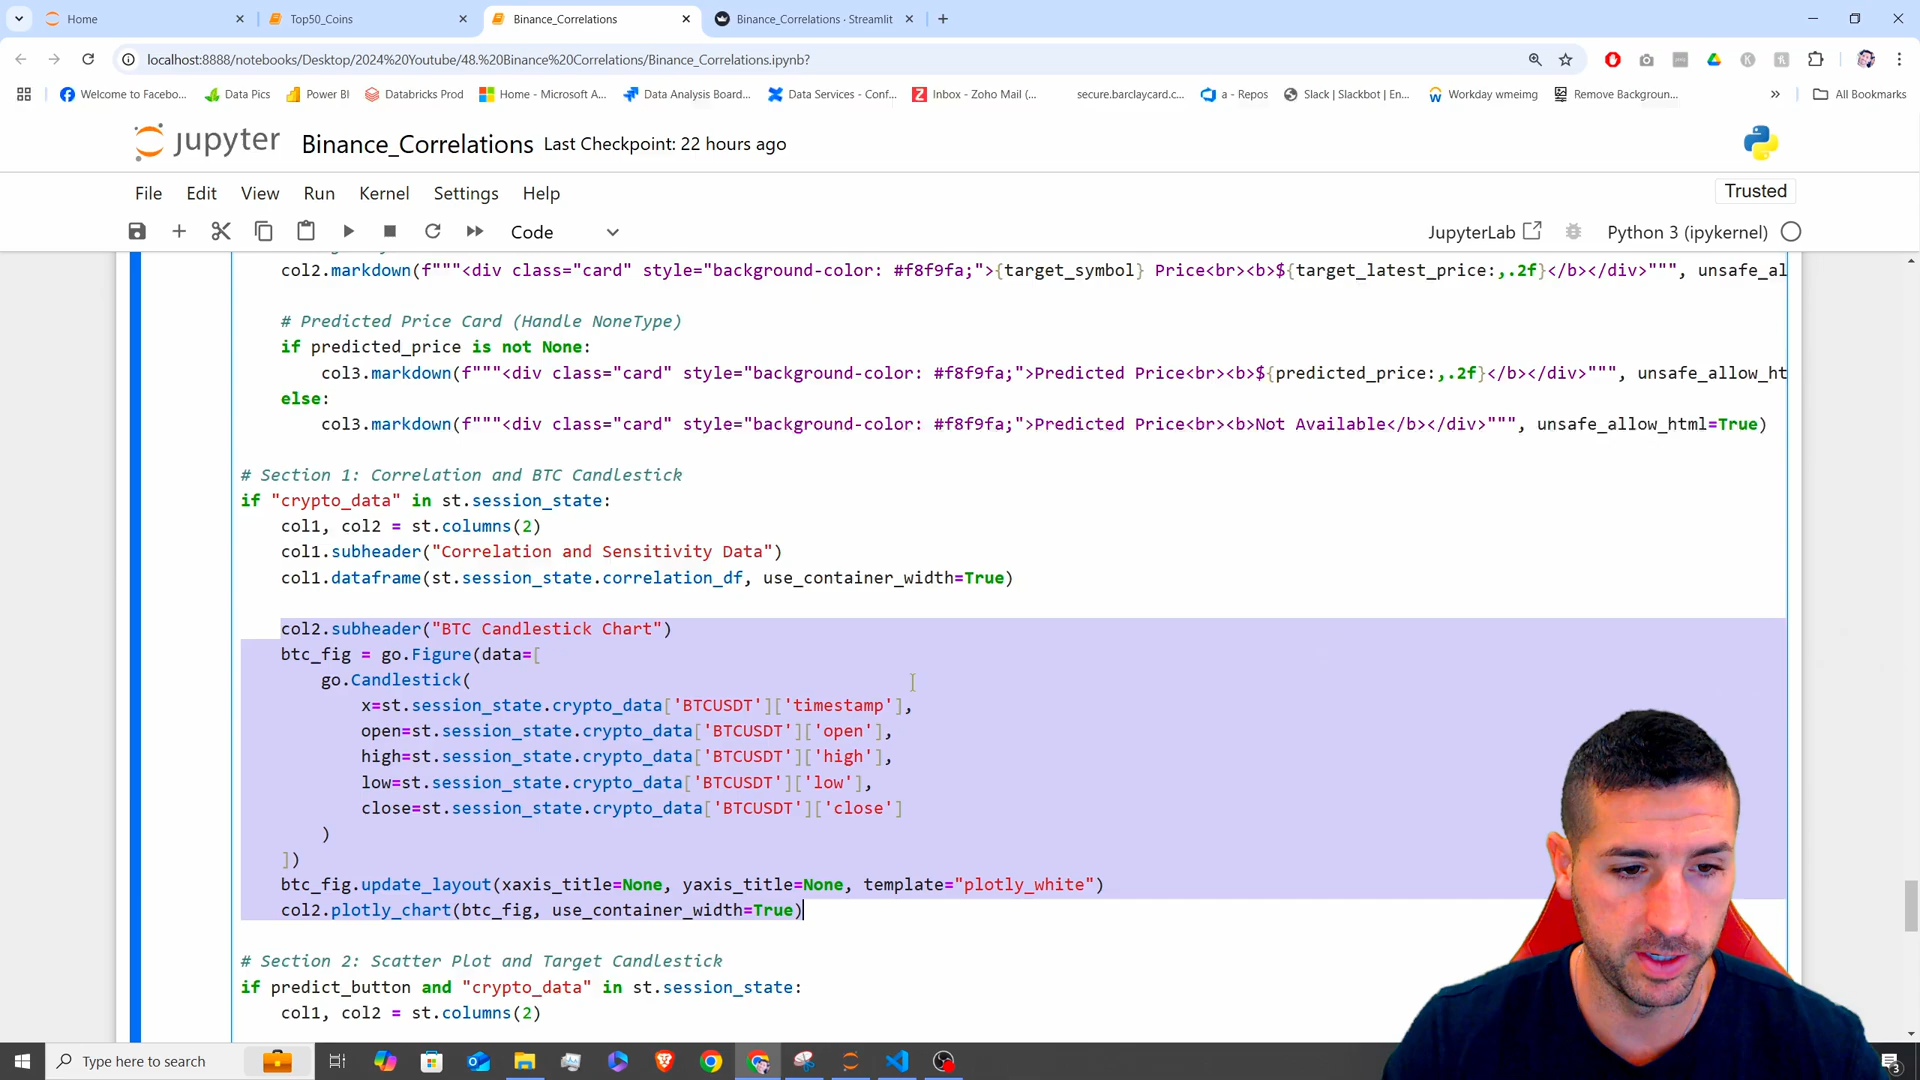 Home
Top50_Coins
Binance_Correlations
Binance_Correlations · Streamlit
localhost:8888/notebooks/Desktop/2024%20Youtube/48.%20Binance%20Correlations/Binance_Correlations.ipynb?
Welcome to Facebo...
Data Pics
Power BI
Databricks Prod
Home - Microsoft A...
Data Analysis Board...
Data Services - Conf...
Inbox - Zoho Mail (...
secure.barclaycard.c...
a - Repos
Slack | Slackbot | En...
Workday wmeimg
Remove Backgroun...
All Bookmarks
jupyter
Binance_Correlations
Last Checkpoint: 22 hours ago
File
Edit
View
Run
Kernel
Settings
Help
Trusted
Code
JupyterLab
Python 3 (ipykernel)
col2.markdown(f"""<div class="card" style="background-color: #f8f9fa;">{target_symbol} Price<br><b>${target_latest_price:,.2f}</b></div>""", unsafe_al
# Predicted Price Card (Handle NoneType)
if predicted_price is not None:
col3.markdown(f"""<div class="card" style="background-color: #f8f9fa;">Predicted Price<br><b>${predicted_price:,.2f}</b></div>""", unsafe_allow_ht
else:
col3.markdown(f"""<div class="card" style="background-color: #f8f9fa;">Predicted Price<br><b>Not Available</b></div>""", unsafe_allow_html=True)
# Section 1: Correlation and BTC Candlestick
if "crypto_data" in st.session_state:
col1, col2 = st.columns(2)
col1.subheader("Correlation and Sensitivity Data")
col1.dataframe(st.session_state.correlation_df, use_container_width=True)
col2.subheader("BTC Candlestick Chart")
btc_fig = go.Figure(data=[
go.Candlestick(
x=st.session_state.crypto_data['BTCUSDT']['timestamp'],
open=st.session_state.crypto_data['BTCUSDT']['open'],
high=st.session_state.crypto_data['BTCUSDT']['high'],
low=st.session_state.crypto_data['BTCUSDT']['low'],
close=st.session_state.crypto_data['BTCUSDT']['close']
)
])
btc_fig.update_layout(xaxis_title=None, yaxis_title=None, template="plotly_white")
col2.plotly_chart(btc_fig, use_container_width=True)
# Section 2: Scatter Plot and Target Candlestick
if predict_button and "crypto_data" in st.session_state:
col1, col2 = st.columns(2)
Type here to search
3